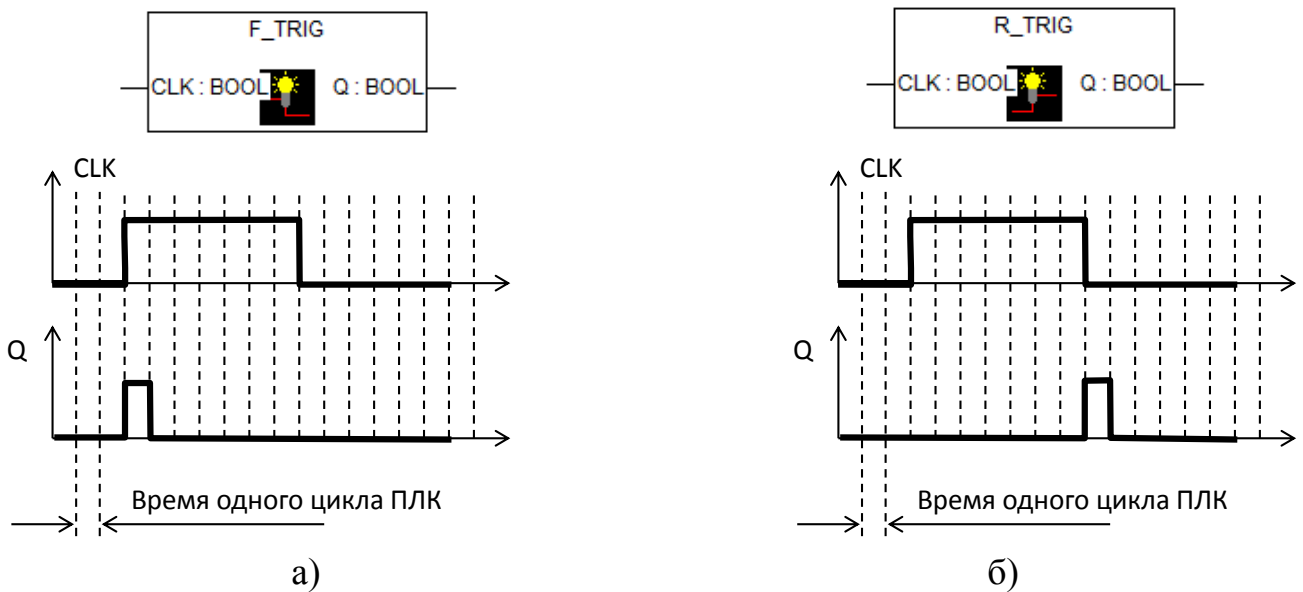 F_TRIG
CLK : BOOL Q : BOOL
CLK
Q
Время одного цикла ПЛК
а)
R_TRIG
CLK : BOOL Q : BOOL
CLK
Q
Время одного цикла ПЛК
б)